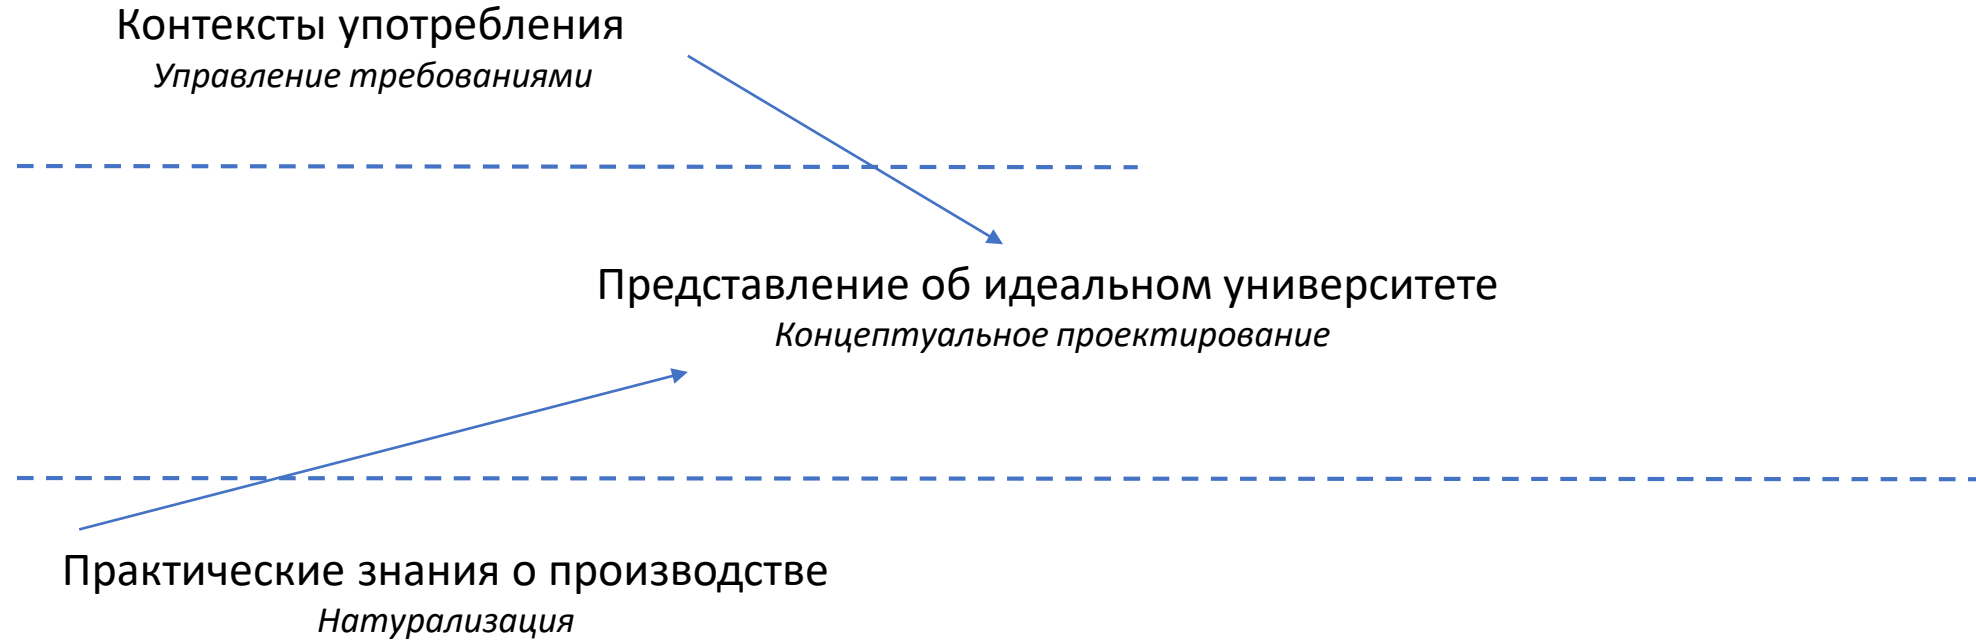 Контексты употребления
Управление требованиями
Представление об идеальном университете
Концептуальное проектирование
Практические знания о производстве
Натурализация